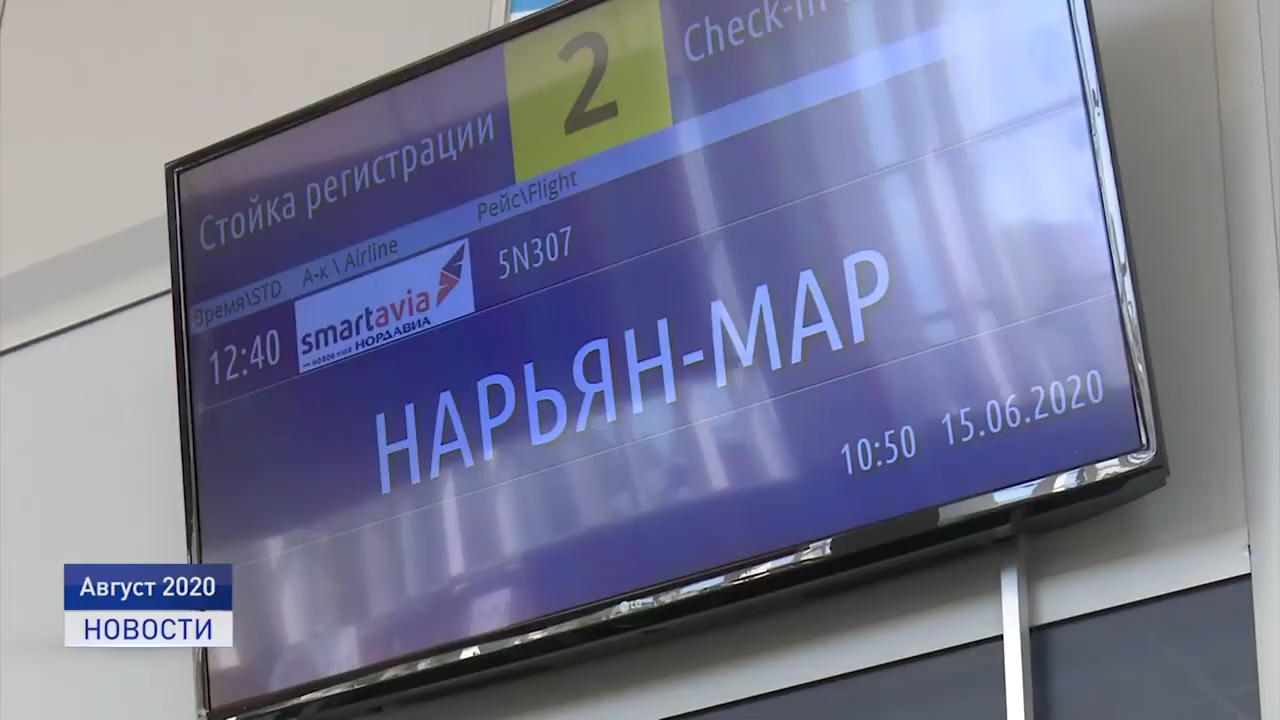 Стойка регистрации 2 Check-in
Время\STD А-к \ Airline Рейс\Flight
12:40 smartavia 5N307
— новое имя НОРДАВИА
НАРЬЯН-МАР
10:50 15.06.2020
LG
Август 2020
НОВОСТИ